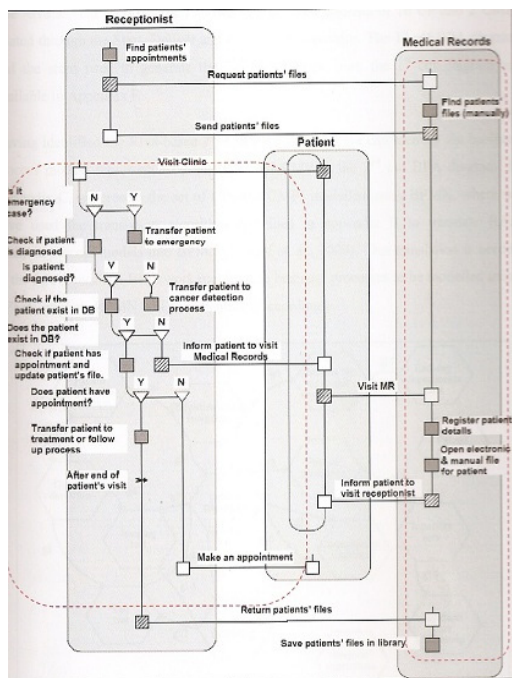 Receptionist
Medical Records
Find patients'
appointments
Request patients' files
Find patients'
files (manually)
Send patients' files
Patient
Visit Clinic
s it
emergency
case?
N
Y
Transfer patient
to emergency
Check if patient
is diagnosed
Is patient
diagnosed?
Y
N
Transfer patient to
cancer detection
process
Check if the
patient exist in DB
Does the patient
exist in DB?
Y
N
Inform patient to visit
Medical Records
Check if patient has
appointment and
update patient's file.
Visit MR
Does patient have
appointment?
Y
N
Register patient
details
Transfer patient to
treatment or follow
up process
Open electronic
& manual file
for patient
After end of
patient's visit
Inform patient to
visit receptionist
Make an appointment
Return patients' files
Save patients' files in library